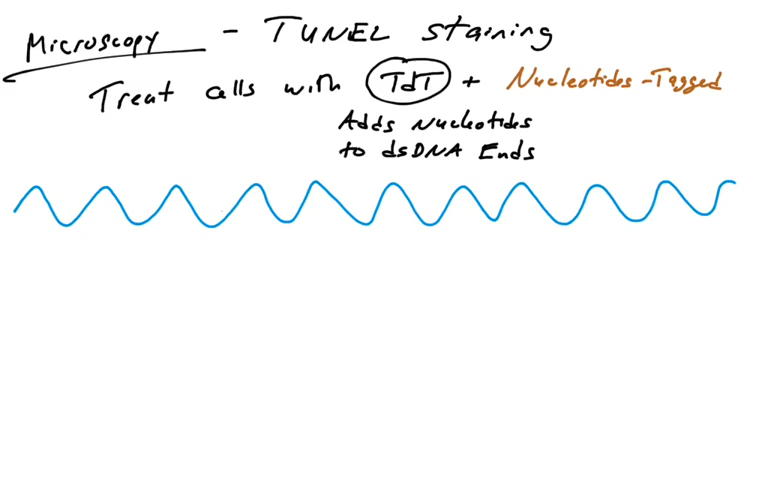 Microscopy - TUNEL staining
Treat cells with TdT + Nucleotides-Tagged
Adds Nucleotides
to dsDNA Ends